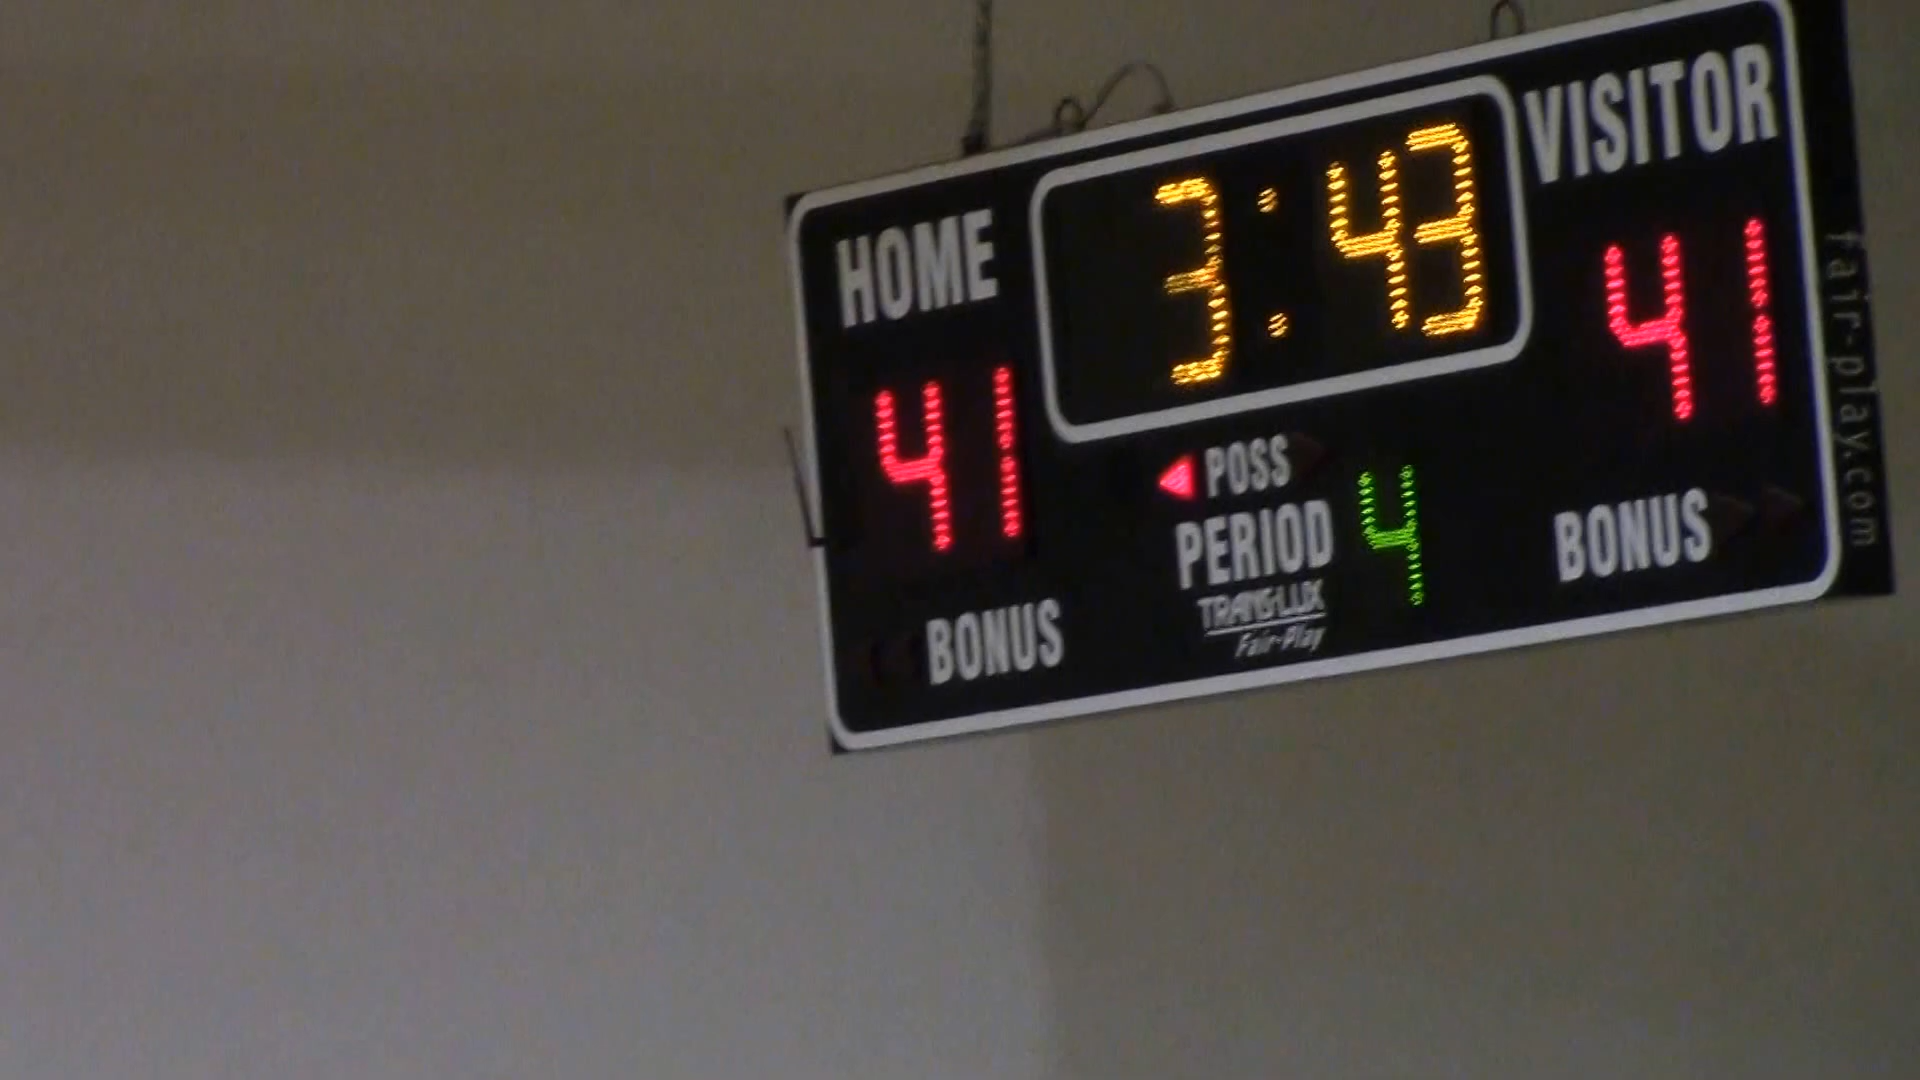 HOME
3:43
VISITOR
41
41
POSS
PERIOD 4
BONUS
BONUS
TRANS-LUX
Fair-Play
fair-play.com